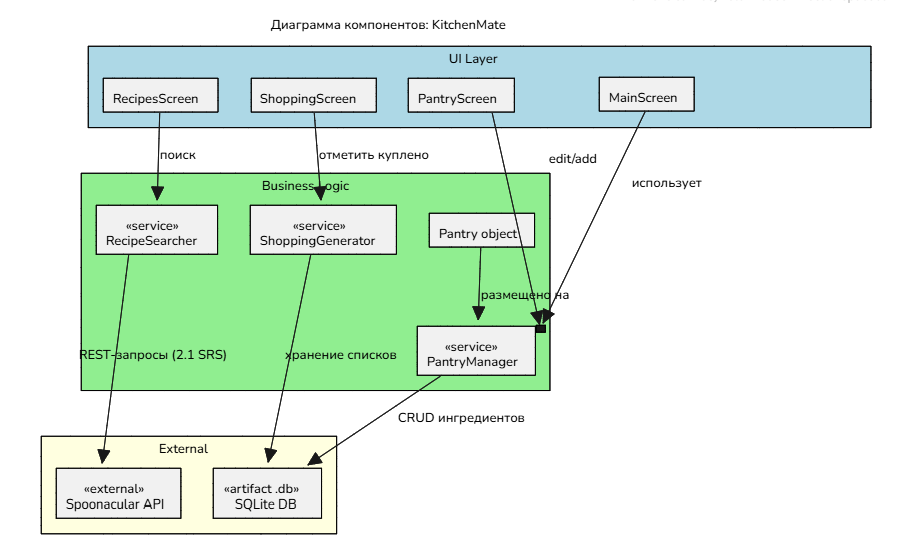 Диаграмма компонентов: KitchenMate
UI Layer
RecipesScreen
ShoppingScreen
PantryScreen
MainScreen
поиск
отметить куплено
edit/add
использует
Business Logic
«service»
RecipeSearcher
«service»
ShoppingGenerator
Pantry object
размещено на
«service»
PantryManager
REST-запросы (2.1 SRS)
хранение списков
CRUD ингредиентов
External
«external»
Spoonacular API
«artifact .db»
SQLite DB